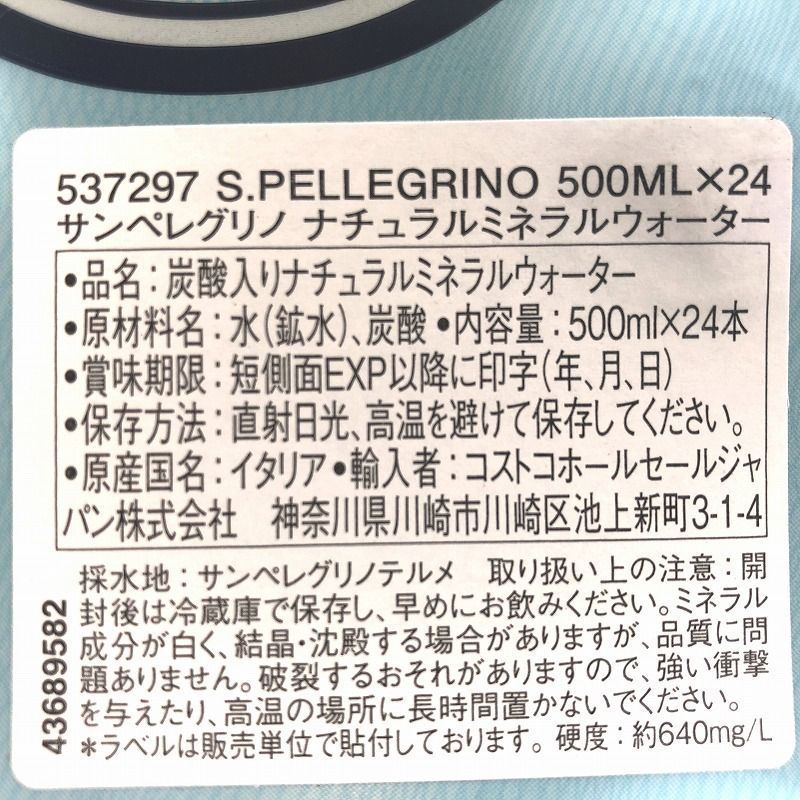 537297 S.PELLEGRINO 500ML×24
サンペレグリノ ナチュラルミネラルウォーター
•品名：炭酸入りナチュラルミネラルウォーター
•原材料名：水(鉱水)、炭酸 •内容量：500ml×24本
•賞味期限：短側面EXP以降に印字(年、月、日)
•保存方法：直射日光、高温を避けて保存してください。
•原産国名：イタリア •輸入者：コストコホールセールジャ
パン株式会社　神奈川県川崎市川崎区池上新町3-1-4
採水地：サンペレグリノテルメ　取り扱い上の注意：開
封後は冷蔵庫で保存し、早めにお飲みください。ミネラル
成分が白く、結晶・沈殿する場合がありますが、品質に問
題ありません。破裂するおそれがありますので、強い衝撃
を与えたり、高温の場所に長時間置かないでください。
*ラベルは販売単位で貼付しております。硬度：約640mg/L
43689582